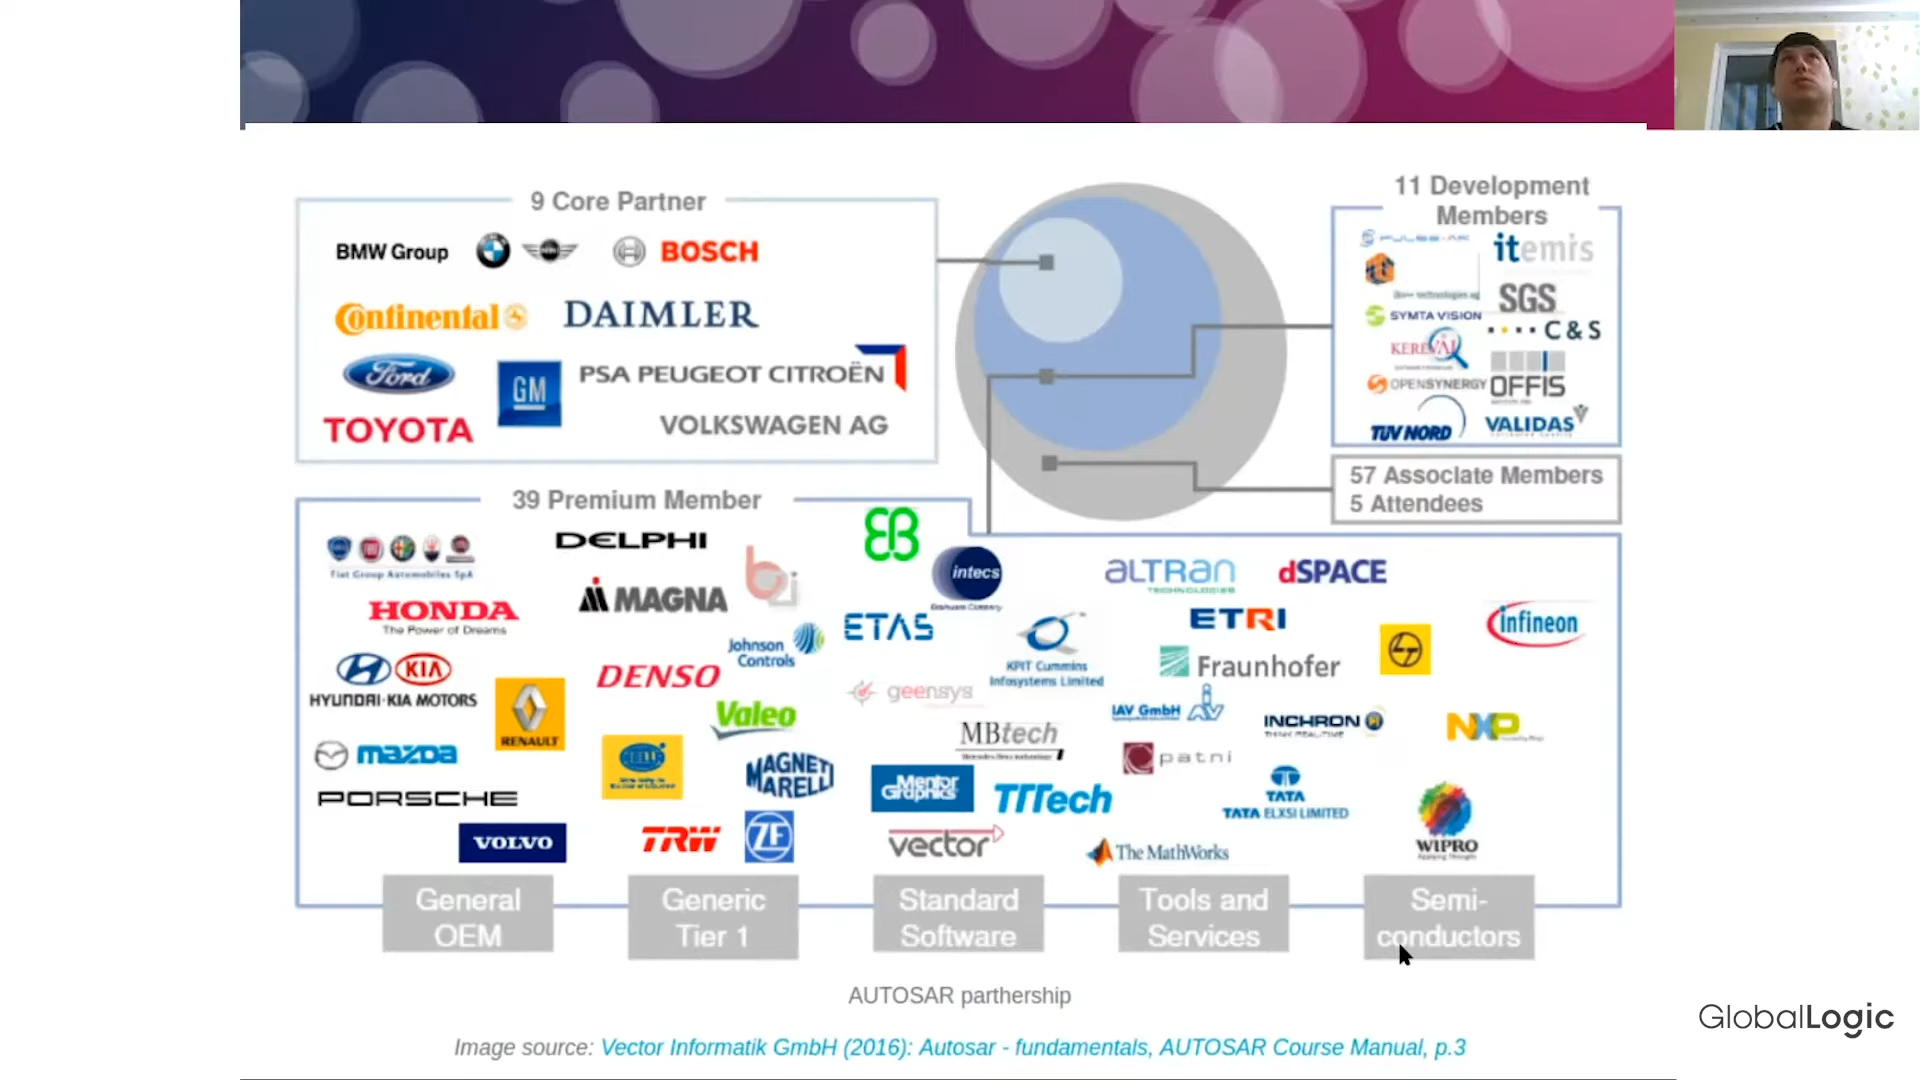 9 Core Partner
BMW Group
BOSCH
Continental
DAIMLER
Ford
GM
PSA PEUGEOT CITROËN
TOYOTA
VOLKSWAGEN AG
11 Development
Members
itemis
SGS
SYMTA VISION
C & S
KEREVAL
OPENSYNERGY
OFFIS
TÜV NORD
VALIDAS
57 Associate Members
5 Attendees
39 Premium Member
Fiat Group Automobiles SpA
HONDA
The Power of Dreams
KIA
HYUNDAI·KIA MOTORS
RENAULT
mazda
PORSCHE
VOLVO
DELPHI
MAGNA
Johnson
Controls
DENSO
Valeo
HELLA
MAGNETI
MARELLI
TRW
ZF
EB
intecs
ETAS
KPIT Cummins
Infosystems Limited
geensys
MBtech
Mentor
Graphics
TTTech
vector
ALTRAN
TECHNOLOGIES
dSPACE
ETRI
Fraunhofer
IAV GmbH
INCHRON
THINK REAL-TIME
patni
TATA
TATA ELXSI LIMITED
The MathWorks
infineon
NXP
WIPRO
Applying Thought
General
OEM
Generic
Tier 1
Standard
Software
Tools and
Services
Semi-
conductors
AUTOSAR parthership
Image source: Vector Informatik GmbH (2016): Autosar - fundamentals, AUTOSAR Course Manual, p.3
GlobalLogic